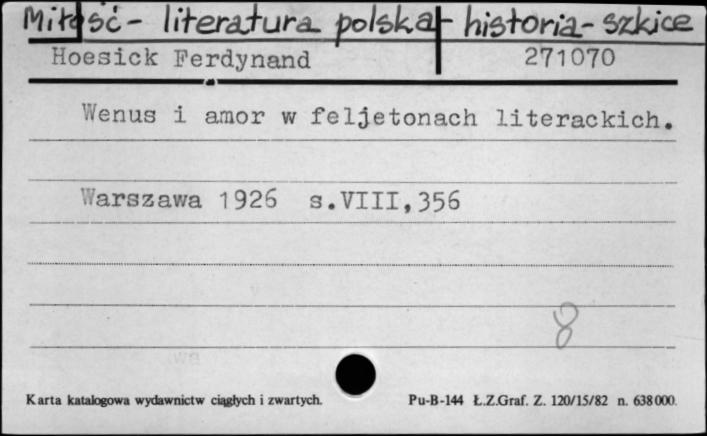 Miłość - literatura polska - historia - szkice
Hoesick Ferdynand 271070
Wenus i amor w feljetonach literackich.
Warszawa 1926 s.VIII,356
8
Karta katalogowa wydawnictw ciągłych i zwartych. Pu-B-144 Ł.Z.Graf. Z. 120/15/82 n. 638000.